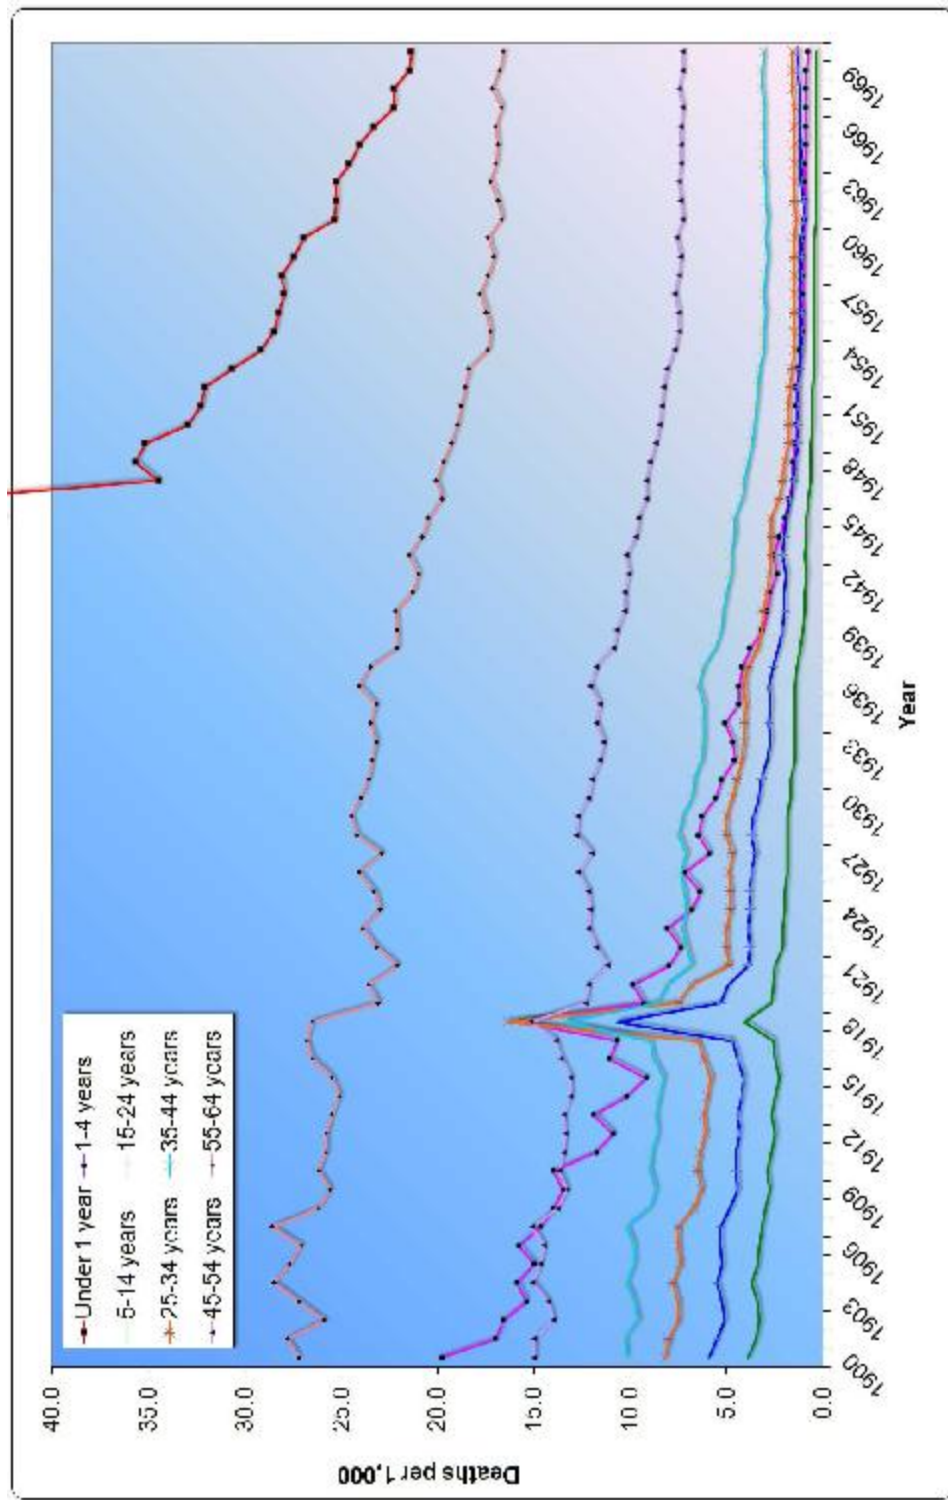 Under 1 year 1-4 years
5-14 years 15-24 years
25-34 years 35-44 years
45-54 years 55-64 years
Deaths per 1,000
40.0
35.0
30.0
25.0
20.0
15.0
10.0
5.0
0.0
1900 1903 1906 1909 1912 1915 1918 1921 1924 1927 1930 1933 1936 1939 1942 1945 1948 1951 1954 1957 1960 1963 1966 1969
Year